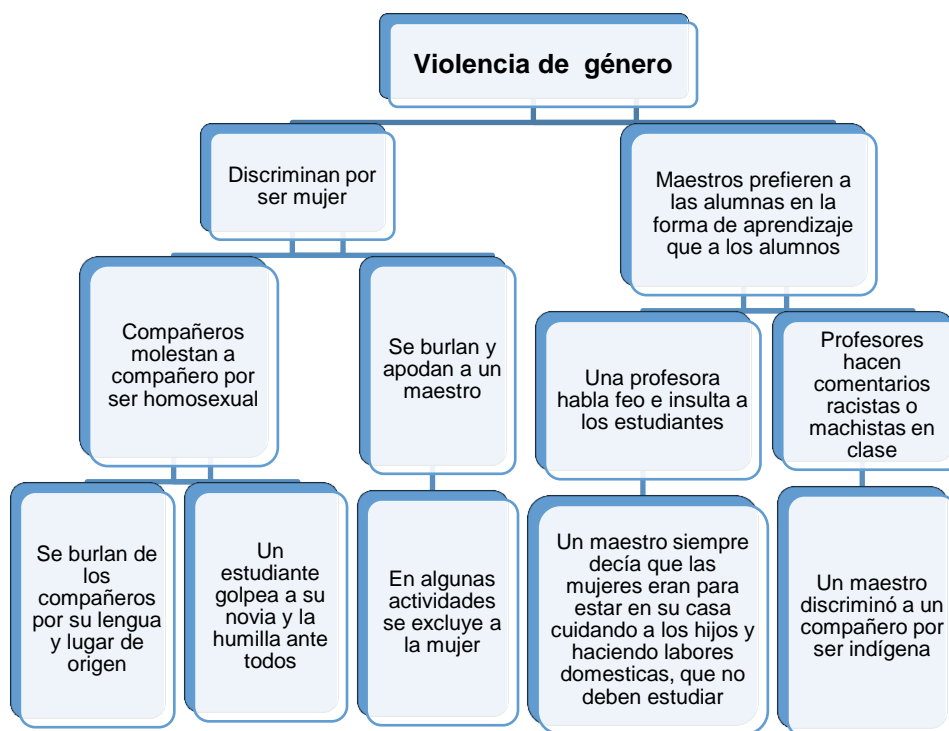 Violencia de  género
Discriminan por
ser mujer
Maestros prefieren a
las alumnas en la
forma de aprendizaje
que a los alumnos
Compañeros
molestan a
compañero por
ser homosexual
Se burlan y
apodan a un
maestro
Una profesora
habla feo e insulta a
los estudiantes
Profesores
hacen
comentarios
racistas o
machistas en
clase
Se burlan de
los
compañeros
por su lengua
y lugar de
origen
Un
estudiante
golpea a su
novia y la
humilla ante
todos
En algunas
actividades
se excluye a
la mujer
Un maestro siempre
decía que las
mujeres eran para
estar en su casa
cuidando a los hijos y
haciendo labores
domesticas, que no
deben estudiar
Un maestro
discriminó a un
compañero por
ser indígena